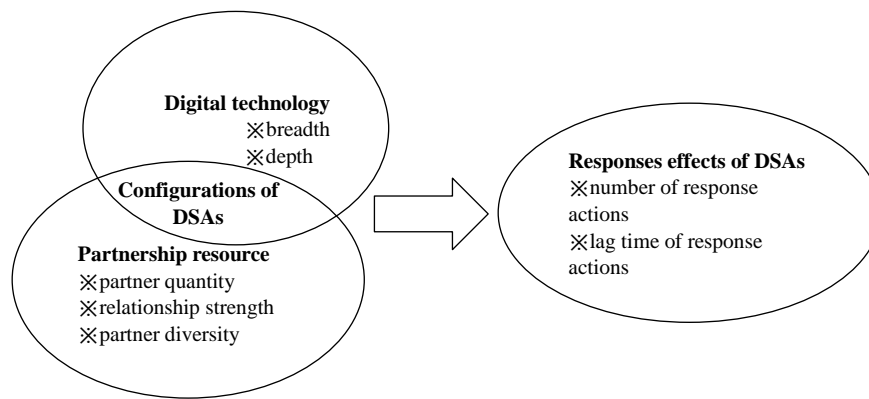 Digital technology
※breadth
※depth
Configurations of
DSAs
Partnership resource
※partner quantity
※relationship strength
※partner diversity
Responses effects of DSAs
※number of response
actions
※lag time of response
actions